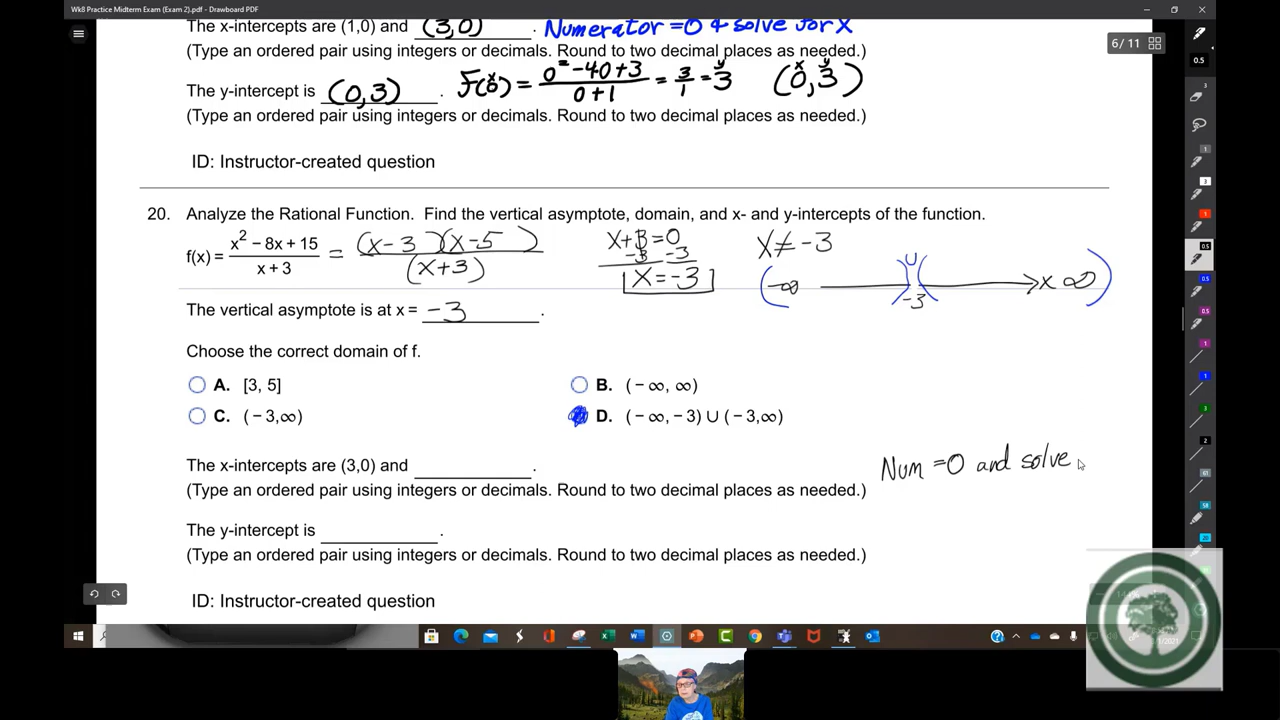 Wk8 Practice Midterm Exam (Exam 2).pdf - Drawboard PDF
The x-intercepts are (1,0) and (3,0). Numerator =0 & solve for x
(Type an ordered pair using integers or decimals. Round to two decimal places as needed.)
6/11
0.5
The y-intercept is (0,3). F(0) = 0² -40+3 / 0+1 = 3/1 = 3 (0,3)
x y
(Type an ordered pair using integers or decimals. Round to two decimal places as needed.)
ID: Instructor-created question
20. Analyze the Rational Function. Find the vertical asymptote, domain, and x- and y-intercepts of the function.
f(x) = x² − 8x + 15 / x + 3 = (x-3)(x-5) / (x+3)
x+3=0
-3 -3
x=-3
x≠-3
(-∞ ∪ x ∞)
-3
The vertical asymptote is at x = -3.
Choose the correct domain of f.
A. [3, 5]
B. (− ∞, ∞)
C. (− 3,∞)
D. (− ∞, − 3) ∪ (− 3,∞)
The x-intercepts are (3,0) and ______. Num =0 and solve
(Type an ordered pair using integers or decimals. Round to two decimal places as needed.)
The y-intercept is ______.
(Type an ordered pair using integers or decimals. Round to two decimal places as needed.)
ID: Instructor-created question